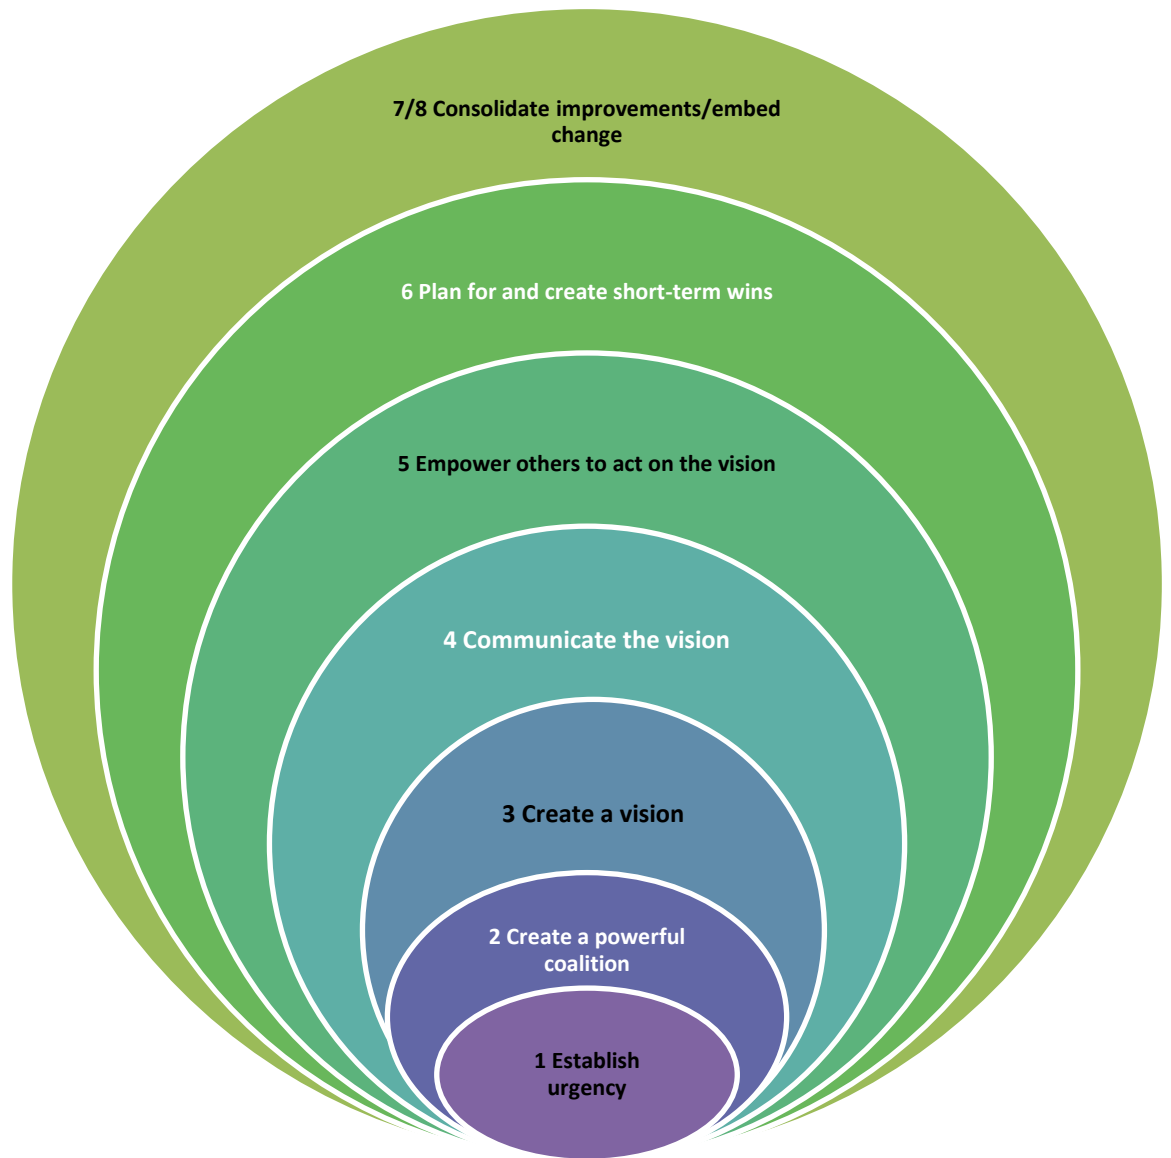 7/8 Consolidate improvements/embed
change
6 Plan for and create short-term wins
5 Empower others to act on the vision
4 Communicate the vision
3 Create a vision
2 Create a powerful
coalition
1 Establish
urgency